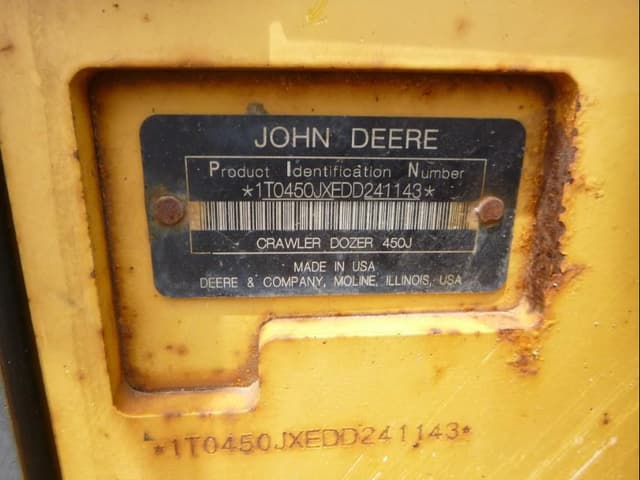 JOHN DEERE
Product Identification Number
*1T0450JXEDD241143*
CRAWLER DOZER 450J
MADE IN USA
DEERE & COMPANY, MOLINE, ILLINOIS, USA
*1T0450JXEDD241143*